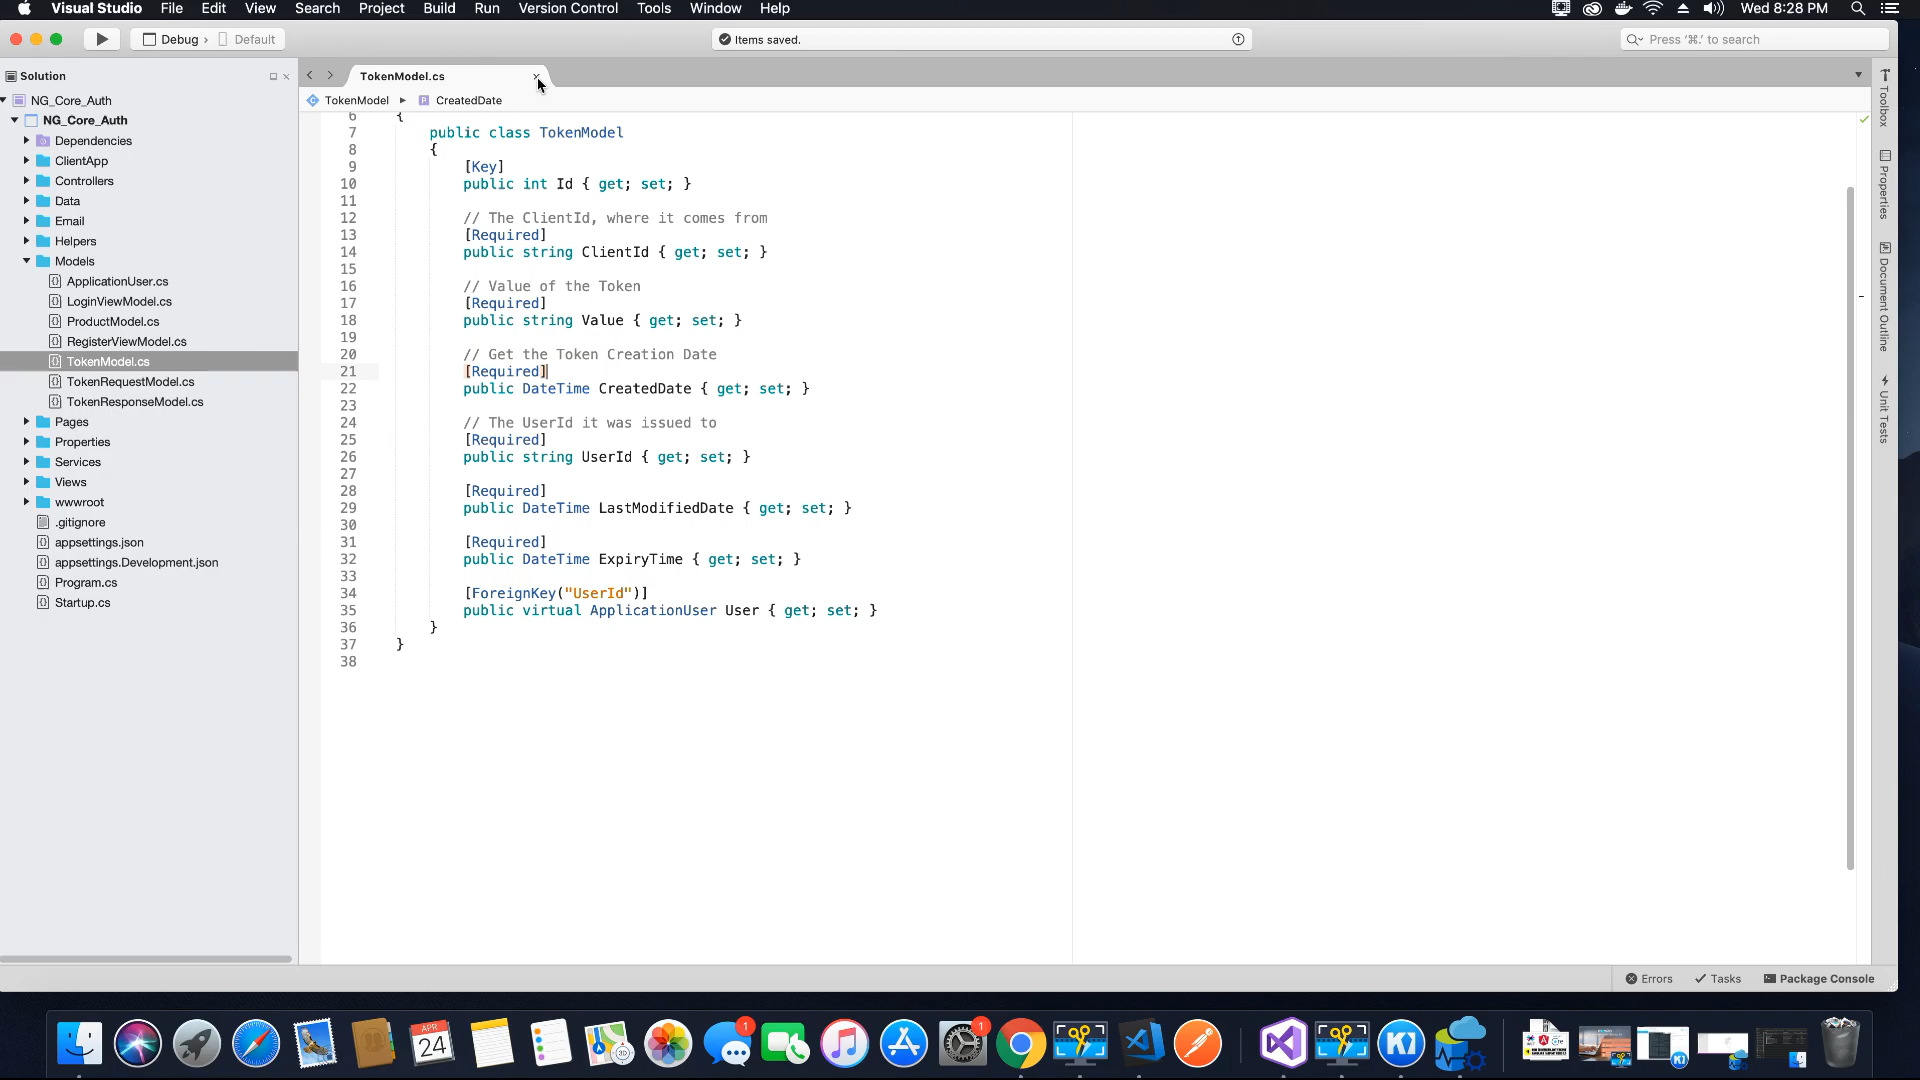 Visual Studio File Edit View Search Project Build Run Version Control Tools Window Help Wed 8:28 PM
Debug Default
Items saved.
Press '⌘.' to search
Solution
NG_Core_Auth
NG_Core_Auth
Dependencies
ClientApp
Controllers
Data
Email
Helpers
Models
ApplicationUser.cs
LoginViewModel.cs
ProductModel.cs
RegisterViewModel.cs
TokenModel.cs
TokenRequestModel.cs
TokenResponseModel.cs
Pages
Properties
Services
Views
wwwroot
.gitignore
appsettings.json
appsettings.Development.json
Program.cs
Startup.cs
TokenModel.cs
TokenModel CreatedDate
6 {
7 public class TokenModel
8 {
9 [Key]
10 public int Id { get; set; }
11
12 // The ClientId, where it comes from
13 [Required]
14 public string ClientId { get; set; }
15
16 // Value of the Token
17 [Required]
18 public string Value { get; set; }
19
20 // Get the Token Creation Date
21 [Required]
22 public DateTime CreatedDate { get; set; }
23
24 // The UserId it was issued to
25 [Required]
26 public string UserId { get; set; }
27
28 [Required]
29 public DateTime LastModifiedDate { get; set; }
30
31 [Required]
32 public DateTime ExpiryTime { get; set; }
33
34 [ForeignKey("UserId")]
35 public virtual ApplicationUser User { get; set; }
36 }
37 }
38
Toolbox
Properties
Document Outline
Unit Tests
Errors Tasks Package Console
APR
24
3D
1
1
K1
K1